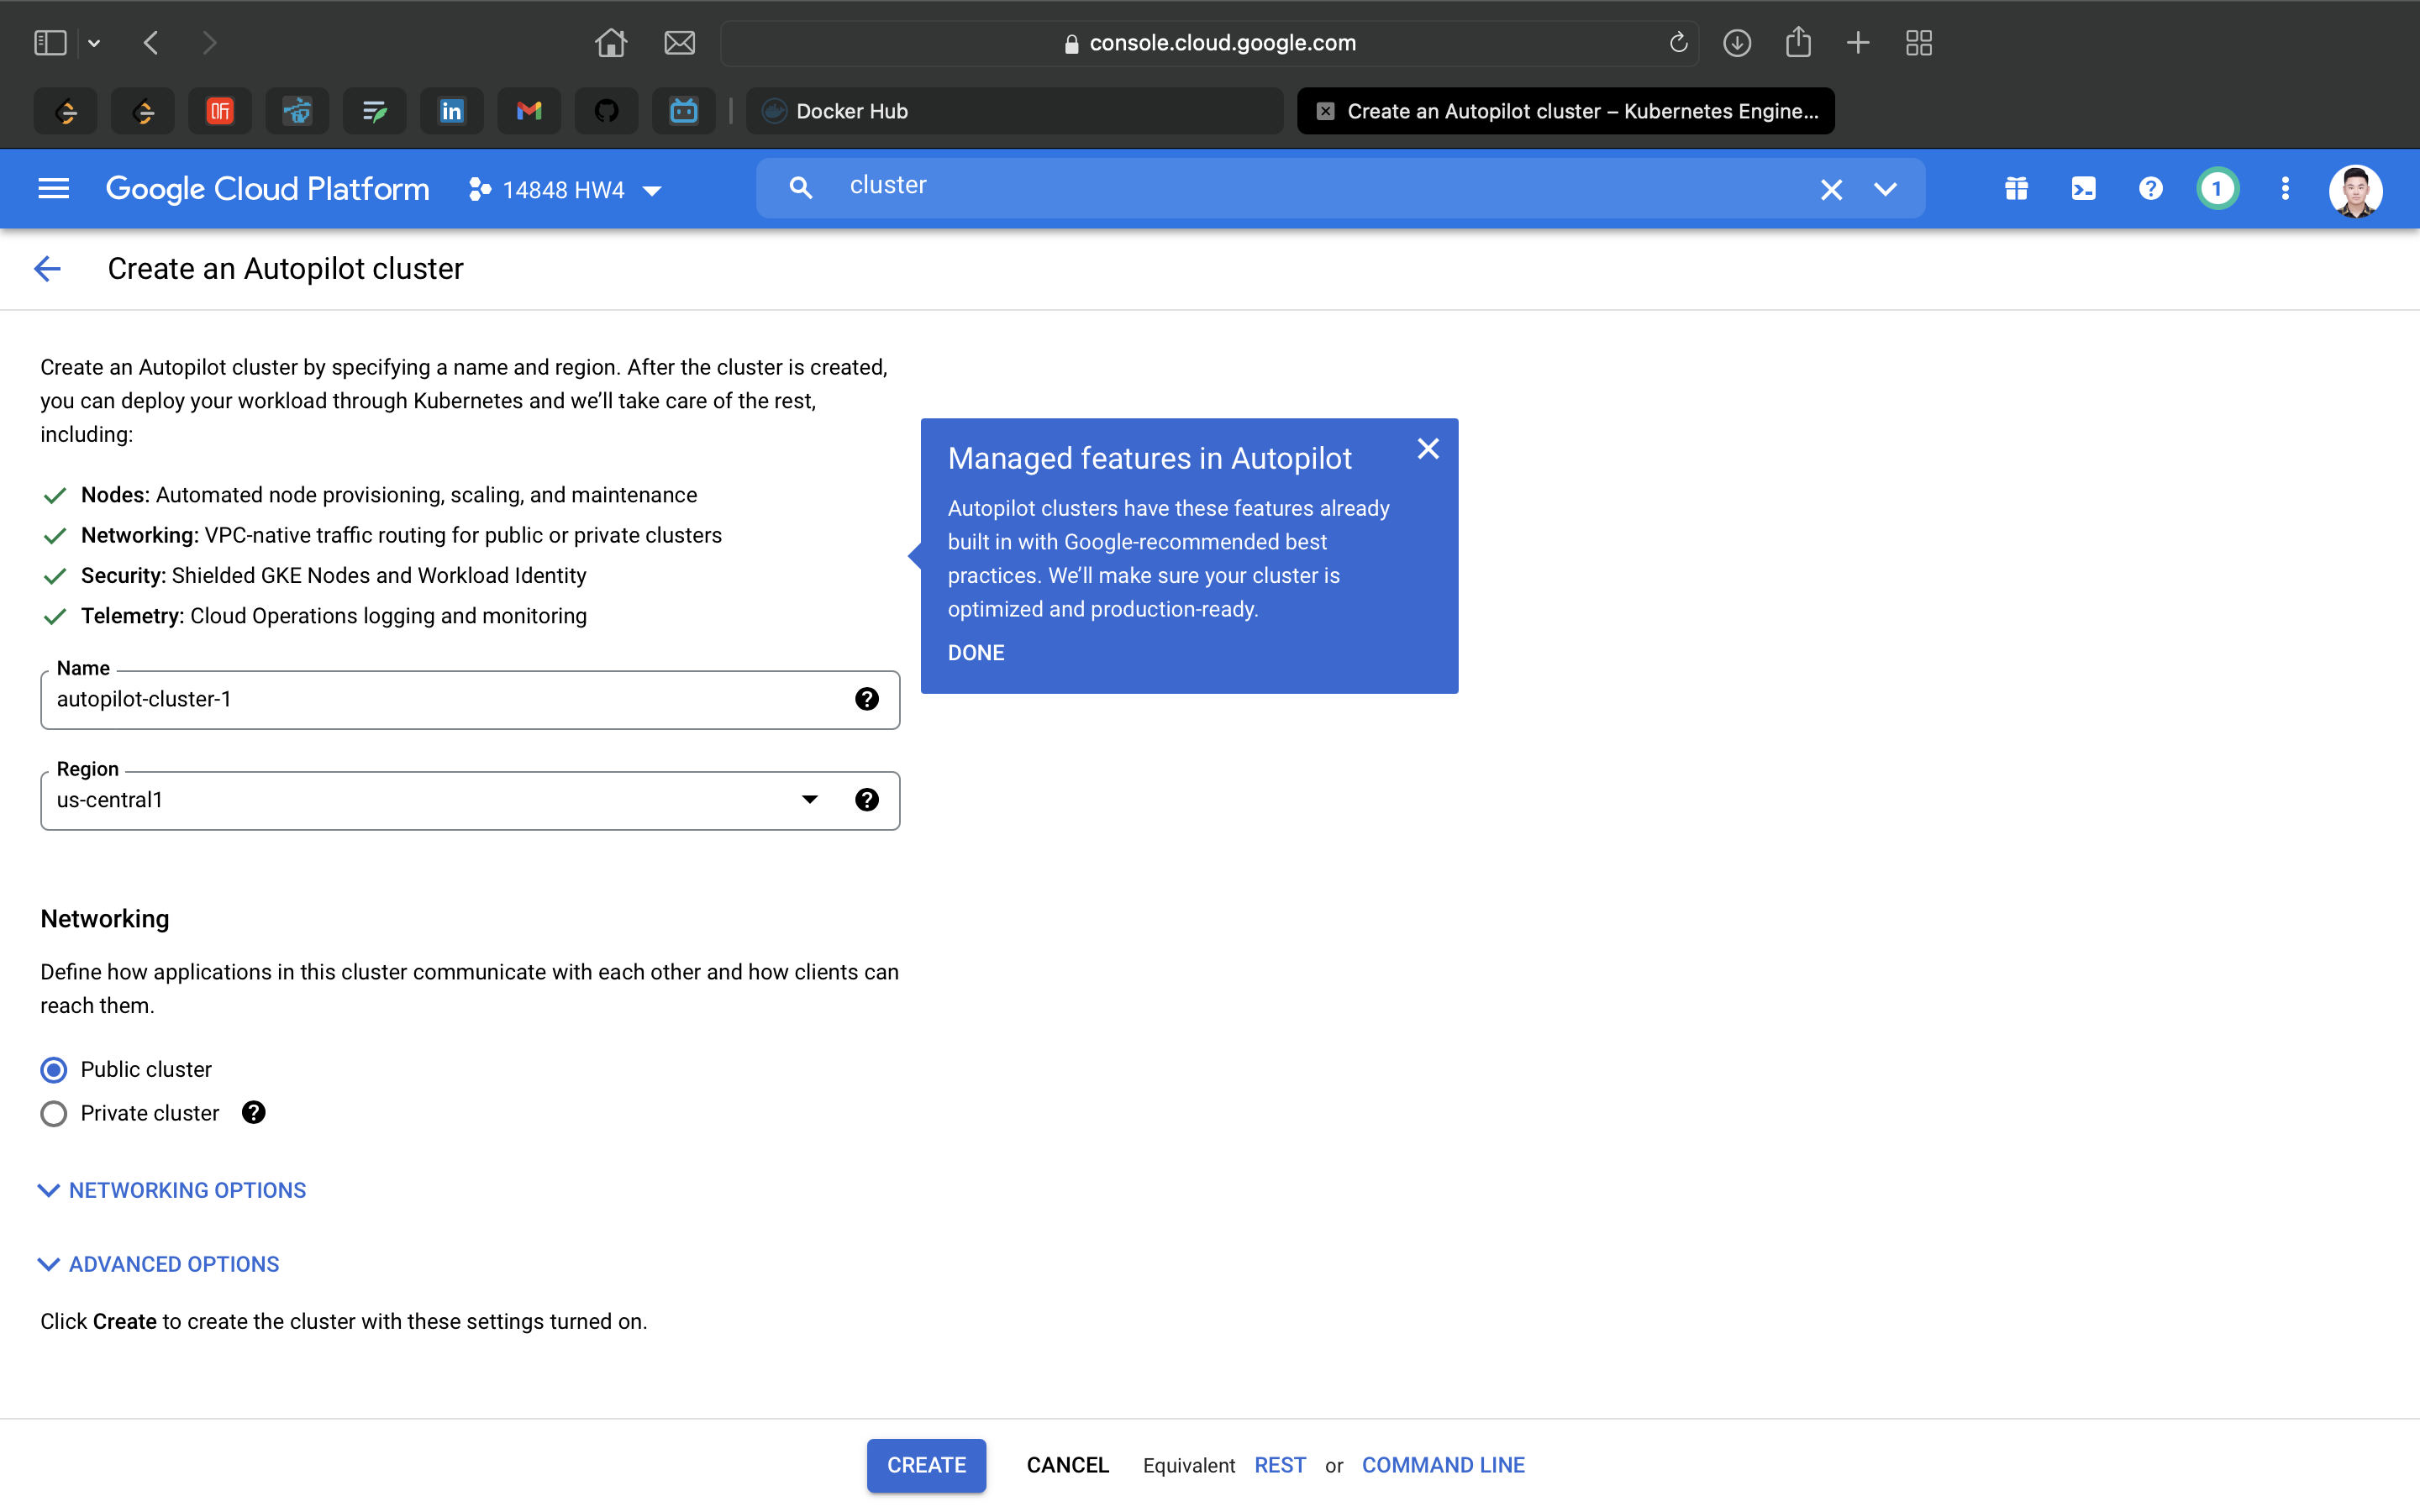 console.cloud.google.com
听
in
Docker Hub
Create an Autopilot cluster – Kubernetes Engine...
Google Cloud Platform
14848 HW4
cluster
1
Create an Autopilot cluster
Create an Autopilot cluster by specifying a name and region. After the cluster is created,
you can deploy your workload through Kubernetes and we’ll take care of the rest,
including:
Nodes: Automated node provisioning, scaling, and maintenance
Networking: VPC-native traffic routing for public or private clusters
Security: Shielded GKE Nodes and Workload Identity
Telemetry: Cloud Operations logging and monitoring
Managed features in Autopilot
Autopilot clusters have these features already
built in with Google-recommended best
practices. We’ll make sure your cluster is
optimized and production-ready.
DONE
Name
autopilot-cluster-1
Region
us-central1
Networking
Define how applications in this cluster communicate with each other and how clients can
reach them.
Public cluster
Private cluster
NETWORKING OPTIONS
ADVANCED OPTIONS
Click Create to create the cluster with these settings turned on.
CREATE CANCEL Equivalent REST or COMMAND LINE